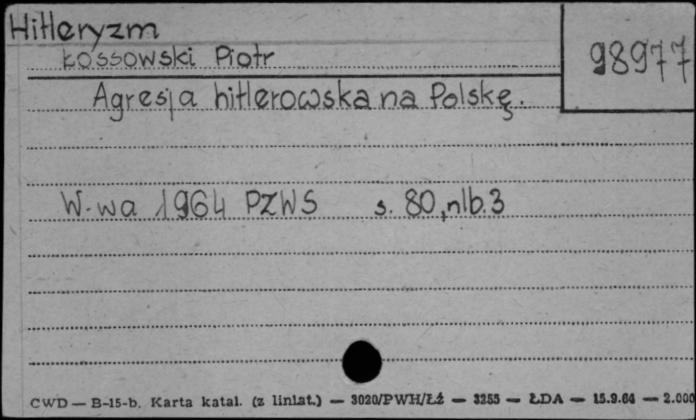 Hitleryzm
Łossowski Piotr
98977
Agresja hitlerowska na Polskę.
W-wa 1964 PZWS s. 80, nlb. 3
CWD — B-15-b. Karta katal. (z liniat.) — 3020/PWH/Łź — 3255 — ŁDA — 15.9.64 — 2.000